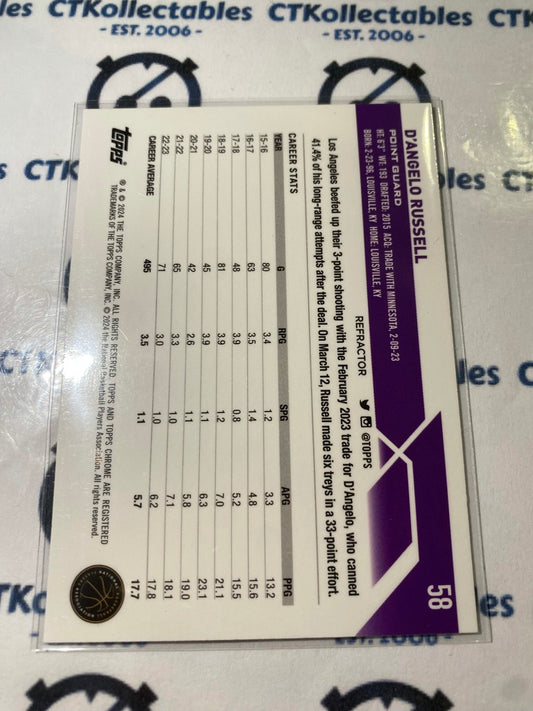 CTKollectables
- EST. 2006 -
D'ANGELO RUSSELL
58
POINT GUARD
HT: 6'3" WT: 193 DRAFTED: 2015 ACQ: TRADE WITH MINNESOTA, 2-09-23
BORN: 2-23-96, LOUISVILLE, KY HOME: LOUISVILLE, KY
REFRACTOR
@TOPPS
Los Angeles beefed up their 3-point shooting with the February 2023 trade for D'Angelo, who canned
41.4% of his long-range attempts after the deal. On March 12, Russell made six treys in a 33-point effort.
CAREER STATS
YEAR G RPG SPG APG PPG
15-16 80 3.4 1.2 3.3 13.2
16-17 63 3.5 1.4 4.8 15.6
17-18 48 3.9 0.8 5.2 15.5
18-19 81 3.9 1.2 7.0 21.1
19-20 45 3.9 1.1 6.3 23.1
20-21 42 2.6 1.1 5.8 19.0
21-22 65 3.3 1.0 7.1 18.1
22-23 71 3.0 1.0 6.2 17.8
CAREER AVERAGE 495 3.5 1.1 5.7 17.7
topps
® & © 2024 THE TOPPS COMPANY, INC. ALL RIGHTS RESERVED. TOPPS AND TOPPS CHROME ARE REGISTERED
TRADEMARKS OF THE TOPPS COMPANY, INC. © 2024 the National Basketball Players Association. All rights reserved.